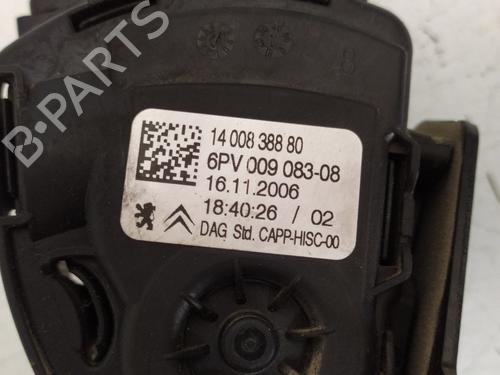 14 008 388 80
6PV 009 083-08
16.11.2006
18:40:26 / 02
DAG Std. CAPP-HISC-00
B